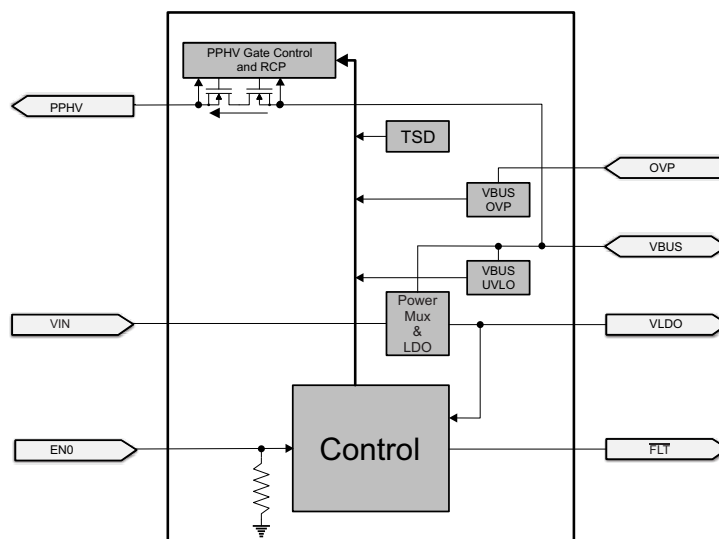 PPHV Gate Control
and RCP
PPHV
TSD
OVP
VBUS
OVP
VBUS
VBUS
UVLO
Power
Mux
&
LDO
VIN
VLDO
Control
EN0
FLT